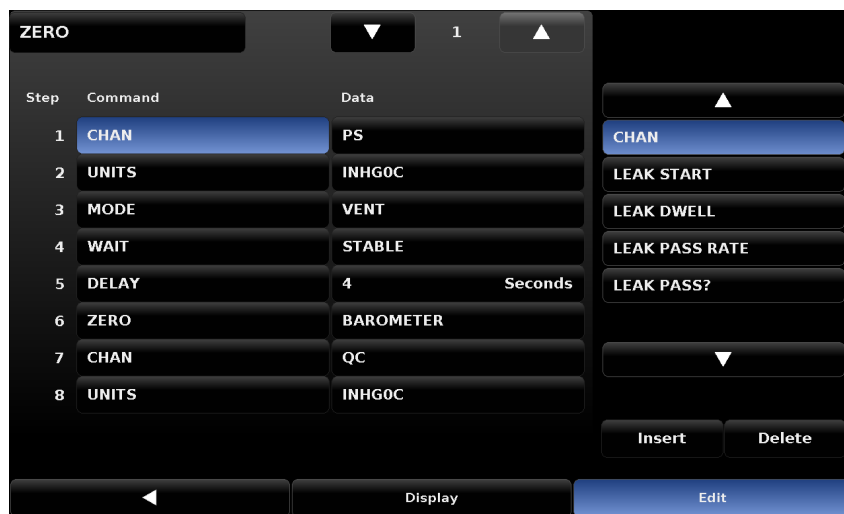 ZERO 1
Step Command Data
1 CHAN PS
2 UNITS INHG0C
3 MODE VENT
4 WAIT STABLE
5 DELAY 4 Seconds
6 ZERO BAROMETER
7 CHAN QC
8 UNITS INHG0C
CHAN
LEAK START
LEAK DWELL
LEAK PASS RATE
LEAK PASS?
Insert Delete
Display Edit